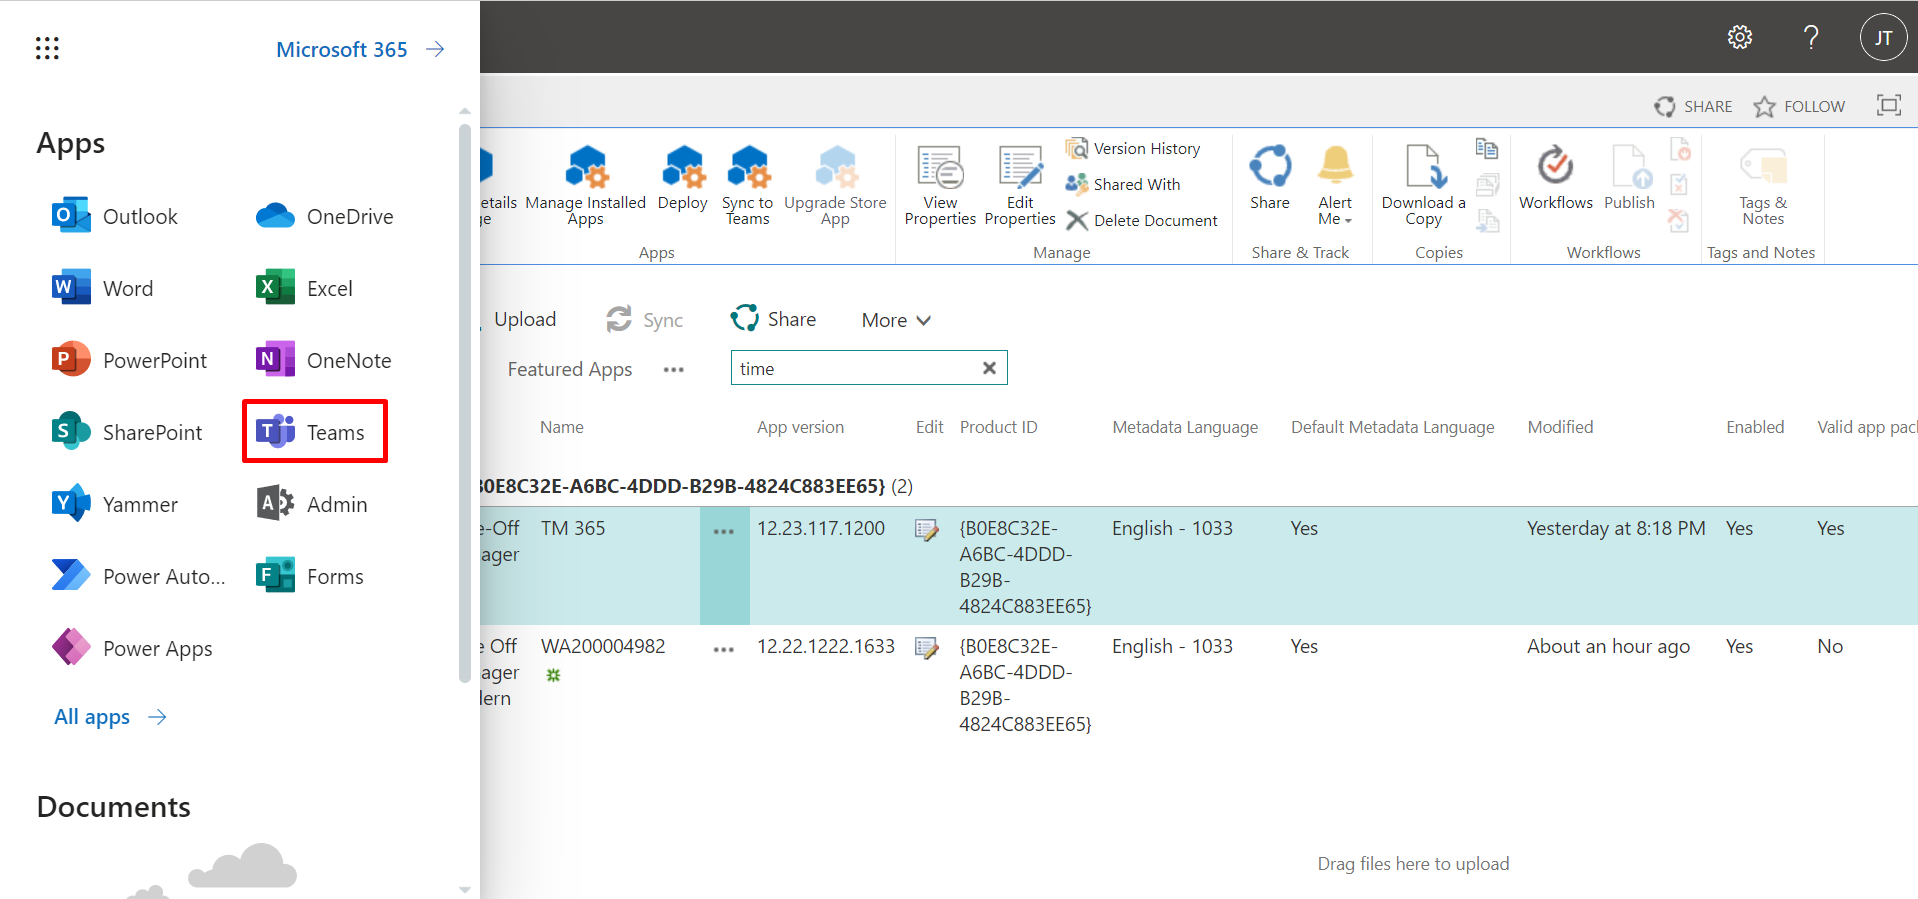 Microsoft 365
JT
Apps
Outlook
OneDrive
Word
Excel
PowerPoint
OneNote
SharePoint
Teams
Yammer
Admin
Power Auto...
Forms
Power Apps
All apps
Documents
SHARE
FOLLOW
Manage Installed
Apps
Deploy
Sync to
Teams
Upgrade Store
App
Apps
View
Properties
Edit
Properties
Version History
Shared With
Delete Document
Manage
Share
Alert
Me
Share & Track
Download a
Copy
Copies
Workflows
Publish
Workflows
Tags &
Notes
Tags and Notes
Upload
Sync
Share
More
Featured Apps
...
time
Name
App version
Edit
Product ID
Metadata Language
Default Metadata Language
Modified
Enabled
Valid app pac
0E8C32E-A6BC-4DDD-B29B-4824C883EE65} (2)
e-Off
ager
TM 365
...
12.23.117.1200
{B0E8C32E-
A6BC-4DDD-
B29B-
4824C883EE65}
English - 1033
Yes
Yesterday at 8:18 PM
Yes
Yes
e Off
ager
lern
WA200004982
...
12.22.1222.1633
{B0E8C32E-
A6BC-4DDD-
B29B-
4824C883EE65}
English - 1033
Yes
About an hour ago
Yes
No
Drag files here to upload